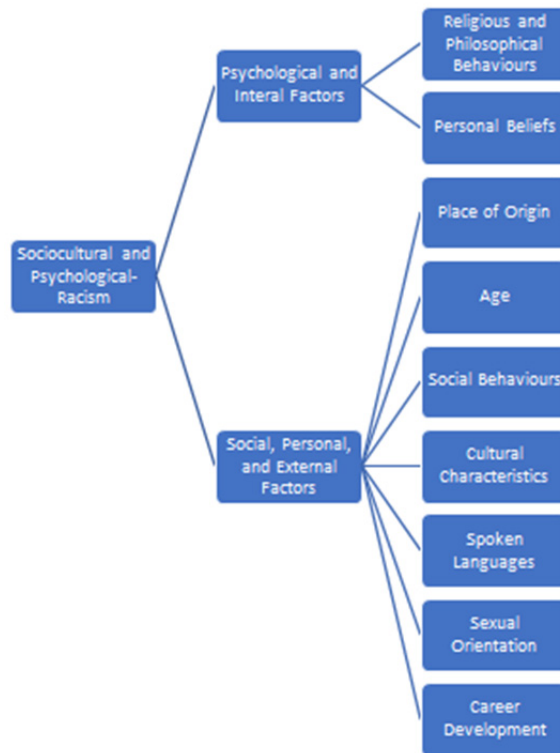 Religious and
Philosophical
Behaviours
Psychological and
Interal Factors
Personal Beliefs
Place of Origin
Sociocultural and
Psychological-
Racism
Age
Social Behaviours
Social, Personal,
and External
Factors
Cultural
Characteristics
Spoken
Languages
Sexual
Orientation
Career
Development